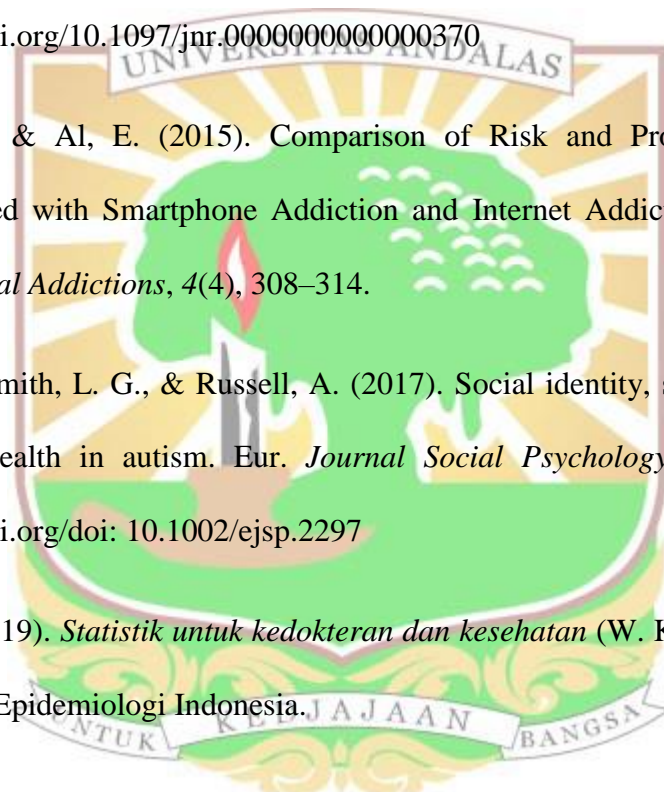 i.org/10.1097/jnr.0000000000000370
UNIVERSITAS ANDALAS
& Al, E. (2015). Comparison of Risk and Pro
ed with Smartphone Addiction and Internet Addic
al Addictions, 4(4), 308–314.
mith, L. G., & Russell, A. (2017). Social identity, s
ealth in autism. Eur. Journal Social Psychology
i.org/doi: 10.1002/ejsp.2297
19). Statistik untuk kedokteran dan kesehatan (W. K
Epidemiologi Indonesia.
UNTUK KEDJAJAAN BANGSA